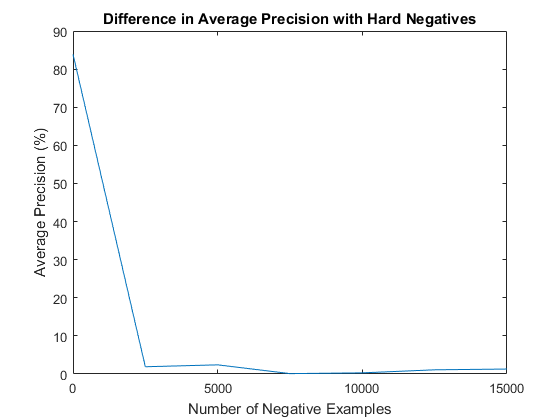 Difference in Average Precision with Hard Negatives
90
80
70
60
50
40
30
20
10
0
Average Precision (%)
0 5000 10000 15000
Number of Negative Examples